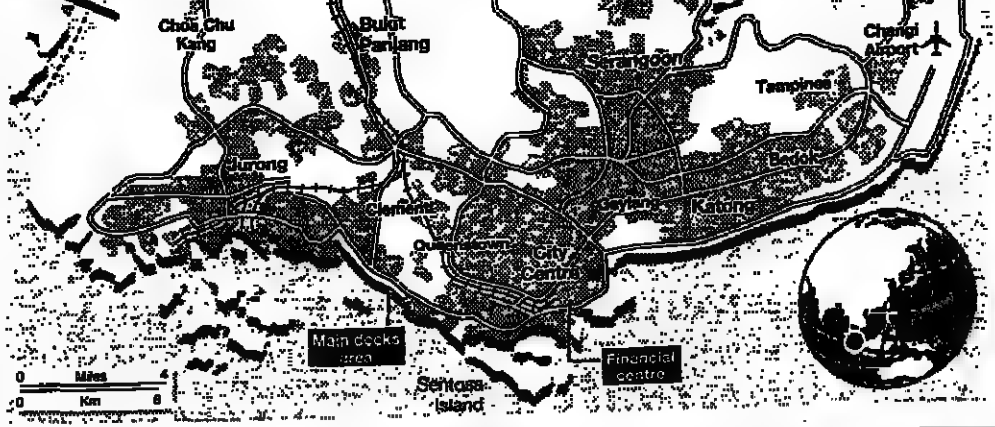 Choa Chu
Kang
Bukit
Panjang
Changi
Airport
Serangoon
Tampines
Jurong
Bedok
Clementi
Geylang
Katong
Queenstown
City
Centre
Main docks
area
Financial
centre
0 Miles 4
0 Km 6
Sentosa
Island